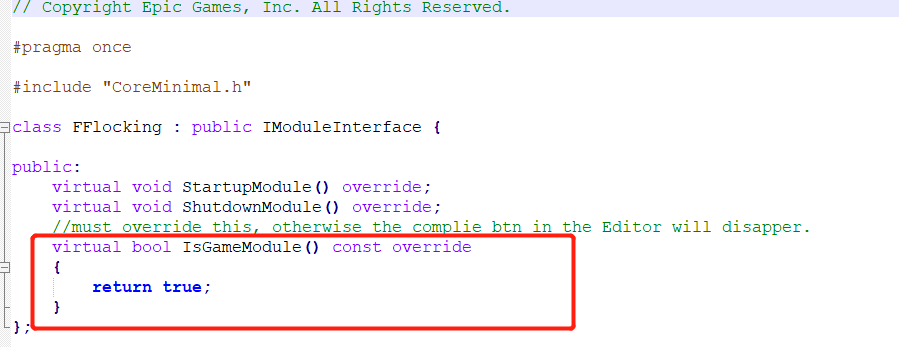 // Copyright Epic Games, Inc. All Rights Reserved.
#pragma once
#include "CoreMinimal.h"
class FFlocking : public IModuleInterface {
public:
virtual void StartupModule() override;
virtual void ShutdownModule() override;
//must override this, otherwise the complie btn in the Editor will disapper.
virtual bool IsGameModule() const override
{
return true;
}
};